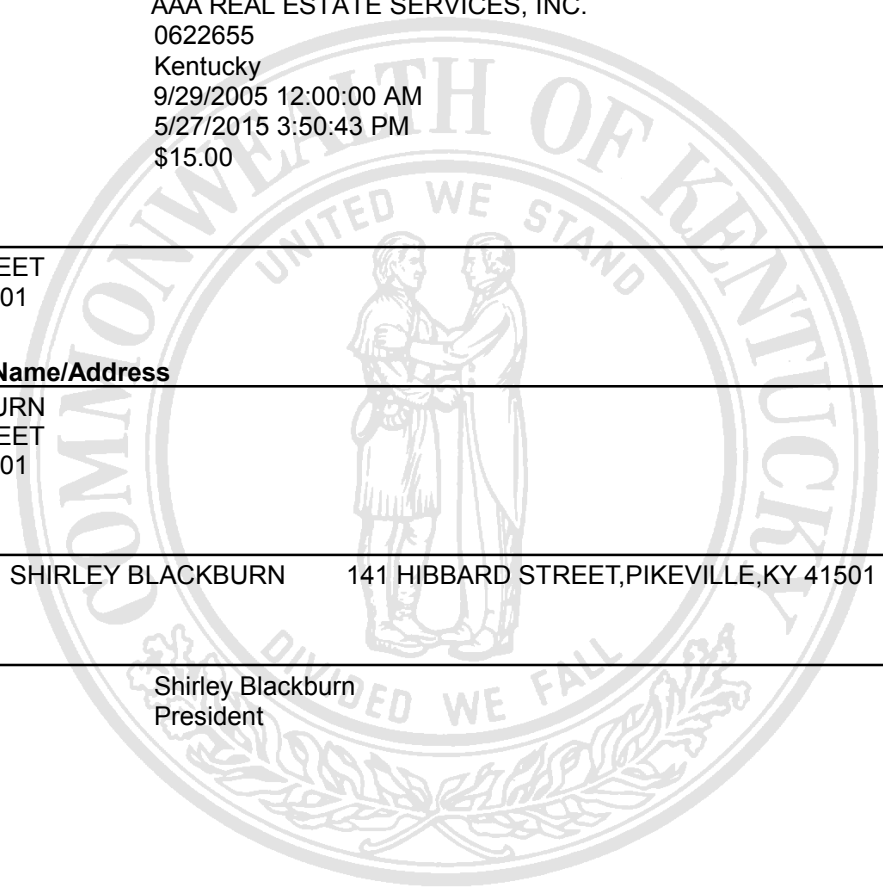 AAA REAL ESTATE SERVICES, INC.
0622655
Kentucky
9/29/2005 12:00:00 AM
5/27/2015 3:50:43 PM
$15.00
EET
01
Name/Address
URN
EET
01
SHIRLEY BLACKBURN 141 HIBBARD STREET,PIKEVILLE,KY 41501
Shirley Blackburn
President
COMMONWEALTH OF KENTUCKY
UNITED WE STAND
DIVIDED WE FALL